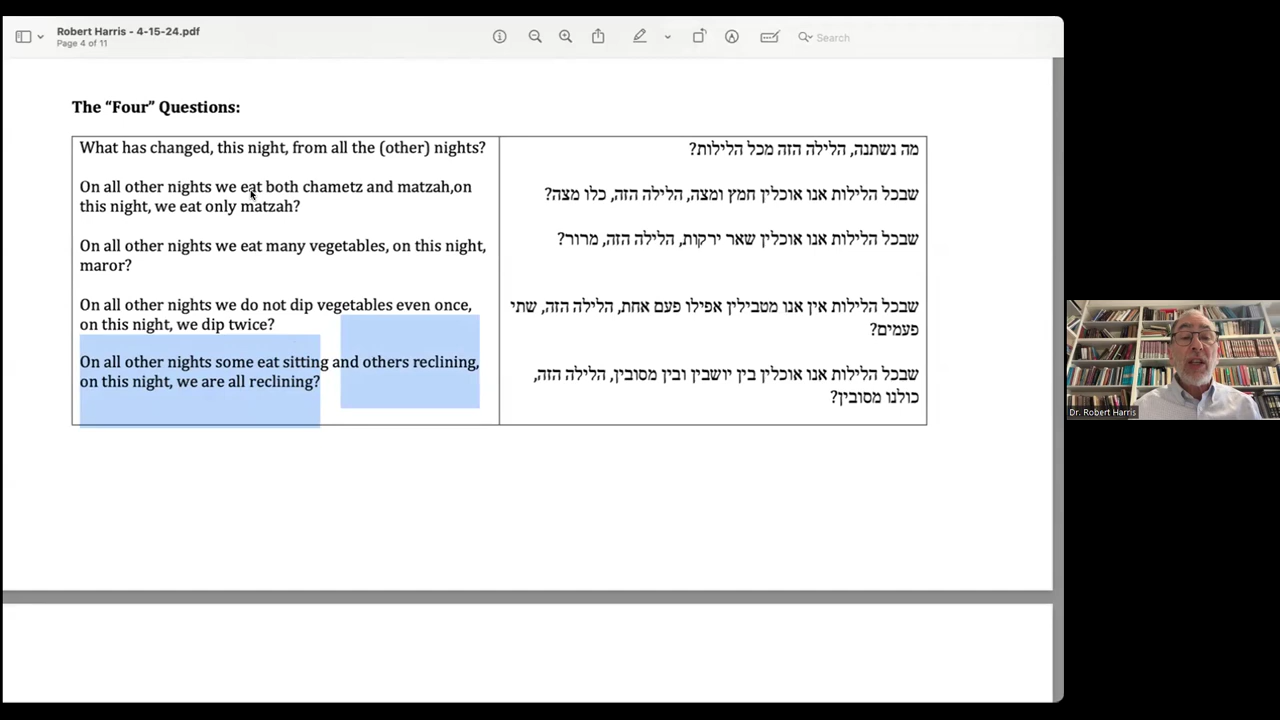 Robert Harris - 4-15-24.pdf
Page 4 of 11
Search
The “Four” Questions:
What has changed, this night, from all the (other) nights?
On all other nights we eat both chametz and matzah,on
this night, we eat only matzah?
On all other nights we eat many vegetables, on this night,
maror?
On all other nights we do not dip vegetables even once,
on this night, we dip twice?
On all other nights some eat sitting and others reclining,
on this night, we are all reclining?
מה נשתנה, הלילה הזה מכל הלילות?
שבכל הלילות אנו אוכלין חמץ ומצה, הלילה הזה, כלו מצה?
שבכל הלילות אנו אוכלין שאר ירקות, הלילה הזה, מרור?
שבכל הלילות אין אנו מטבילין אפילו פעם אחת, הלילה הזה, שתי
פעמים?
שבכל הלילות אנו אוכלין בין יושבין ובין מסובין, הלילה הזה,
כולנו מסובין?
Dr. Robert Harris